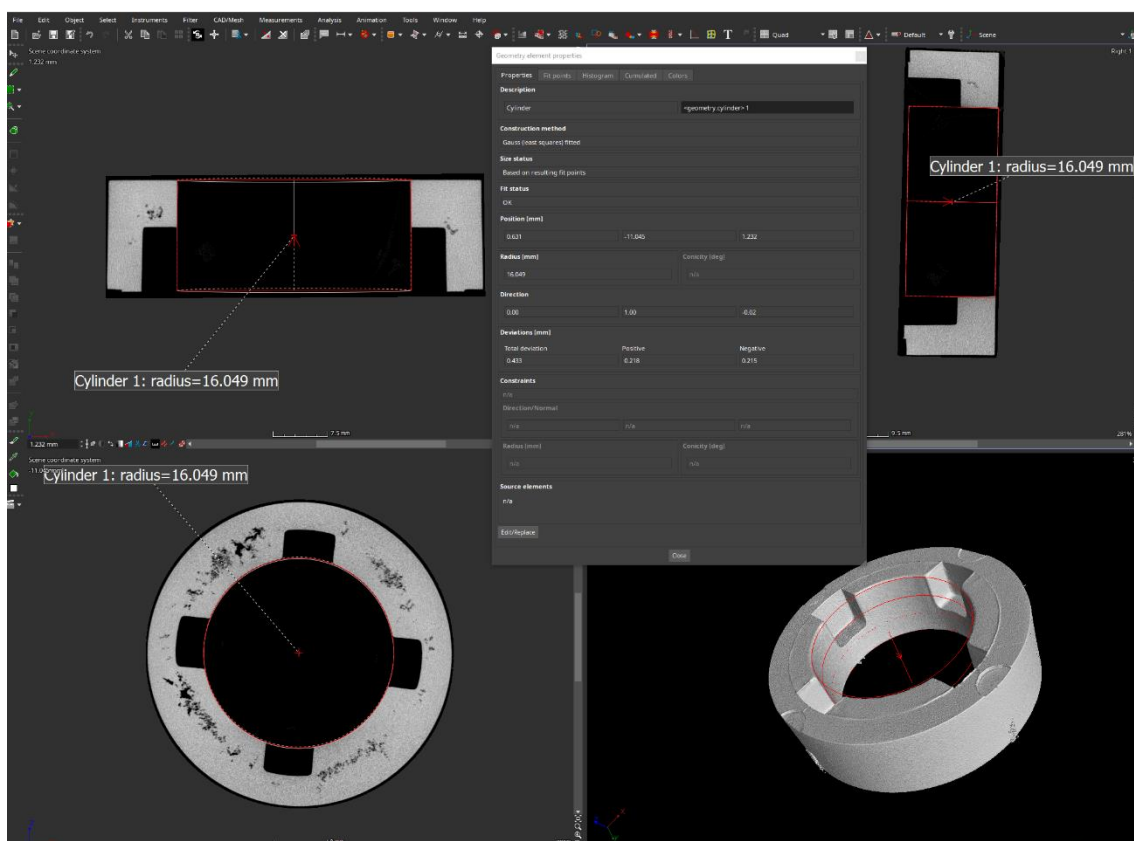 File Edit Object Select Instruments Filter CAD/Mesh Measurements Analysis Animation Tools Window Help
Quad Default Scene
Scene coordinate system
1.232 mm
Right 1
Cylinder 1: radius=16.049 mm
7.5 mm
1.232 mm
Geometry element properties
Properties Fit points Histogram Cumulated Colors
Description
Cylinder <geometry.cylinder> 1
Construction method
Gauss (least squares) fitted
Size status
Based on resulting fit points
Fit status
OK
Position [mm]
0.631 -11.045 1.232
Radius [mm] Conicity [deg]
16.049 n/a
Direction
0.00 1.00 -0.02
Deviations [mm]
Total deviation Positive Negative
0.433 0.218 0.215
Constraints
n/a
Direction/Normal
n/a n/a n/a
Radius [mm] Conicity [deg]
n/a n/a
Source elements
n/a
Edit/Replace
Close
Cylinder 1: radius=16.049 mm
9.5 mm
281%
Scene coordinate system
Cylinder 1: radius=16.049 mm